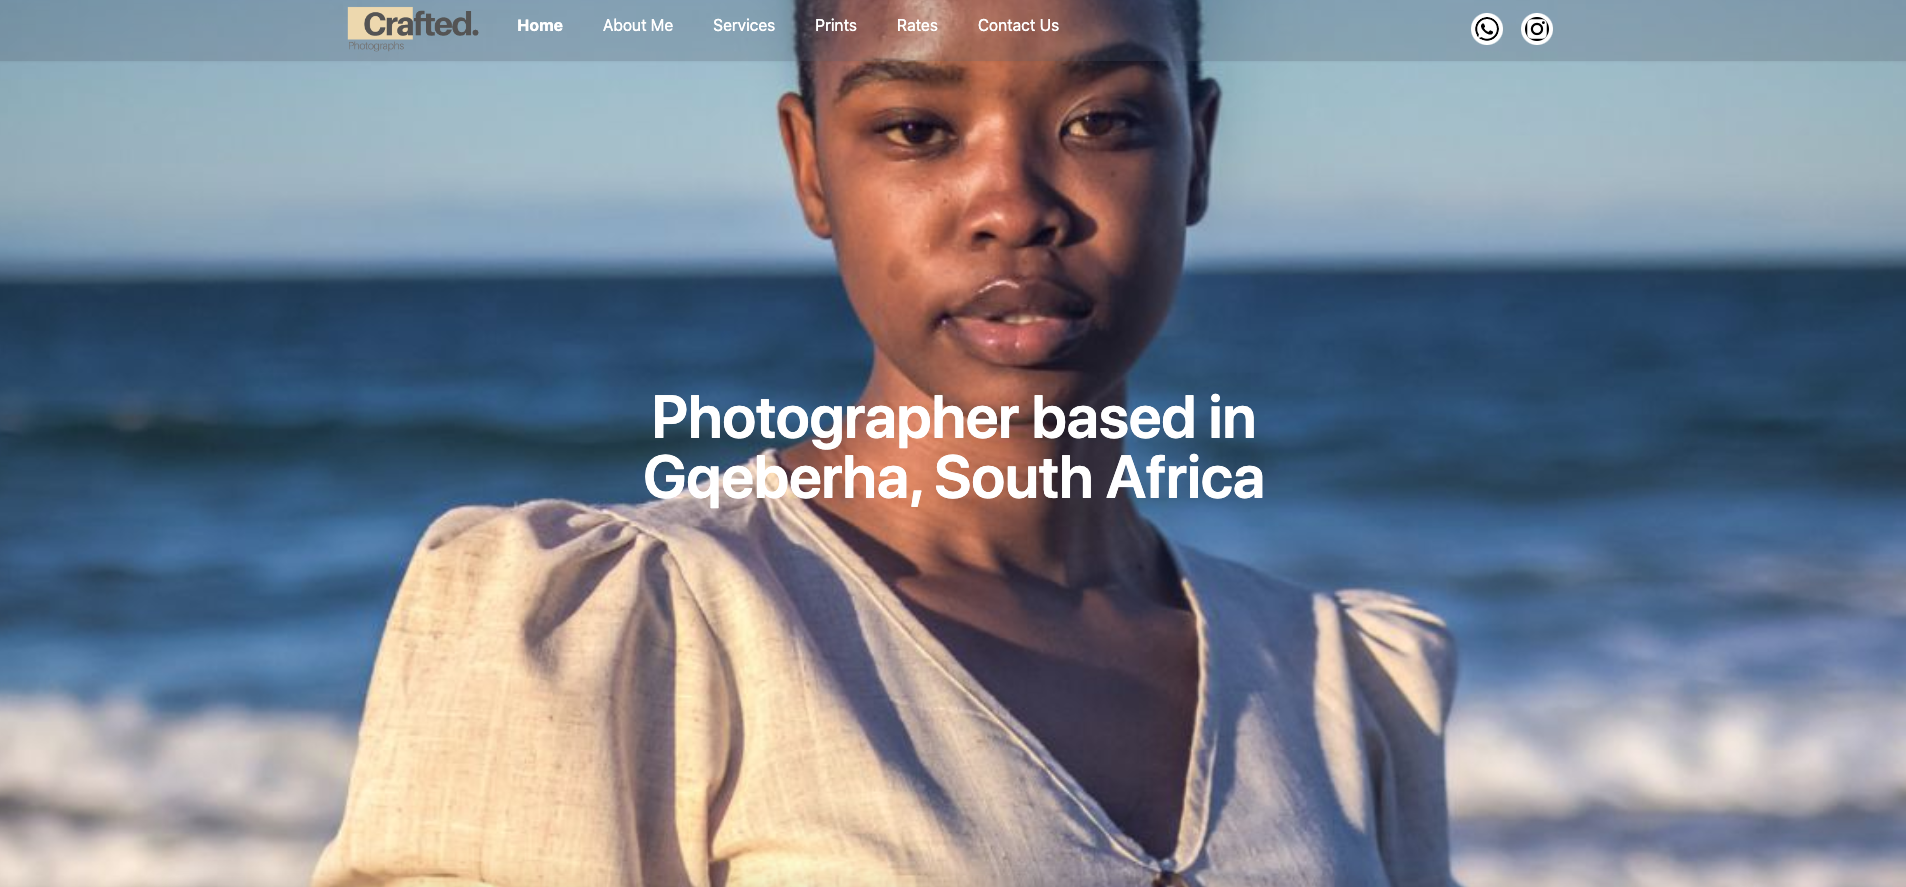 Crafted.
Photographs
Home About Me Services Prints Rates Contact Us
Photographer based in
Gqeberha, South Africa